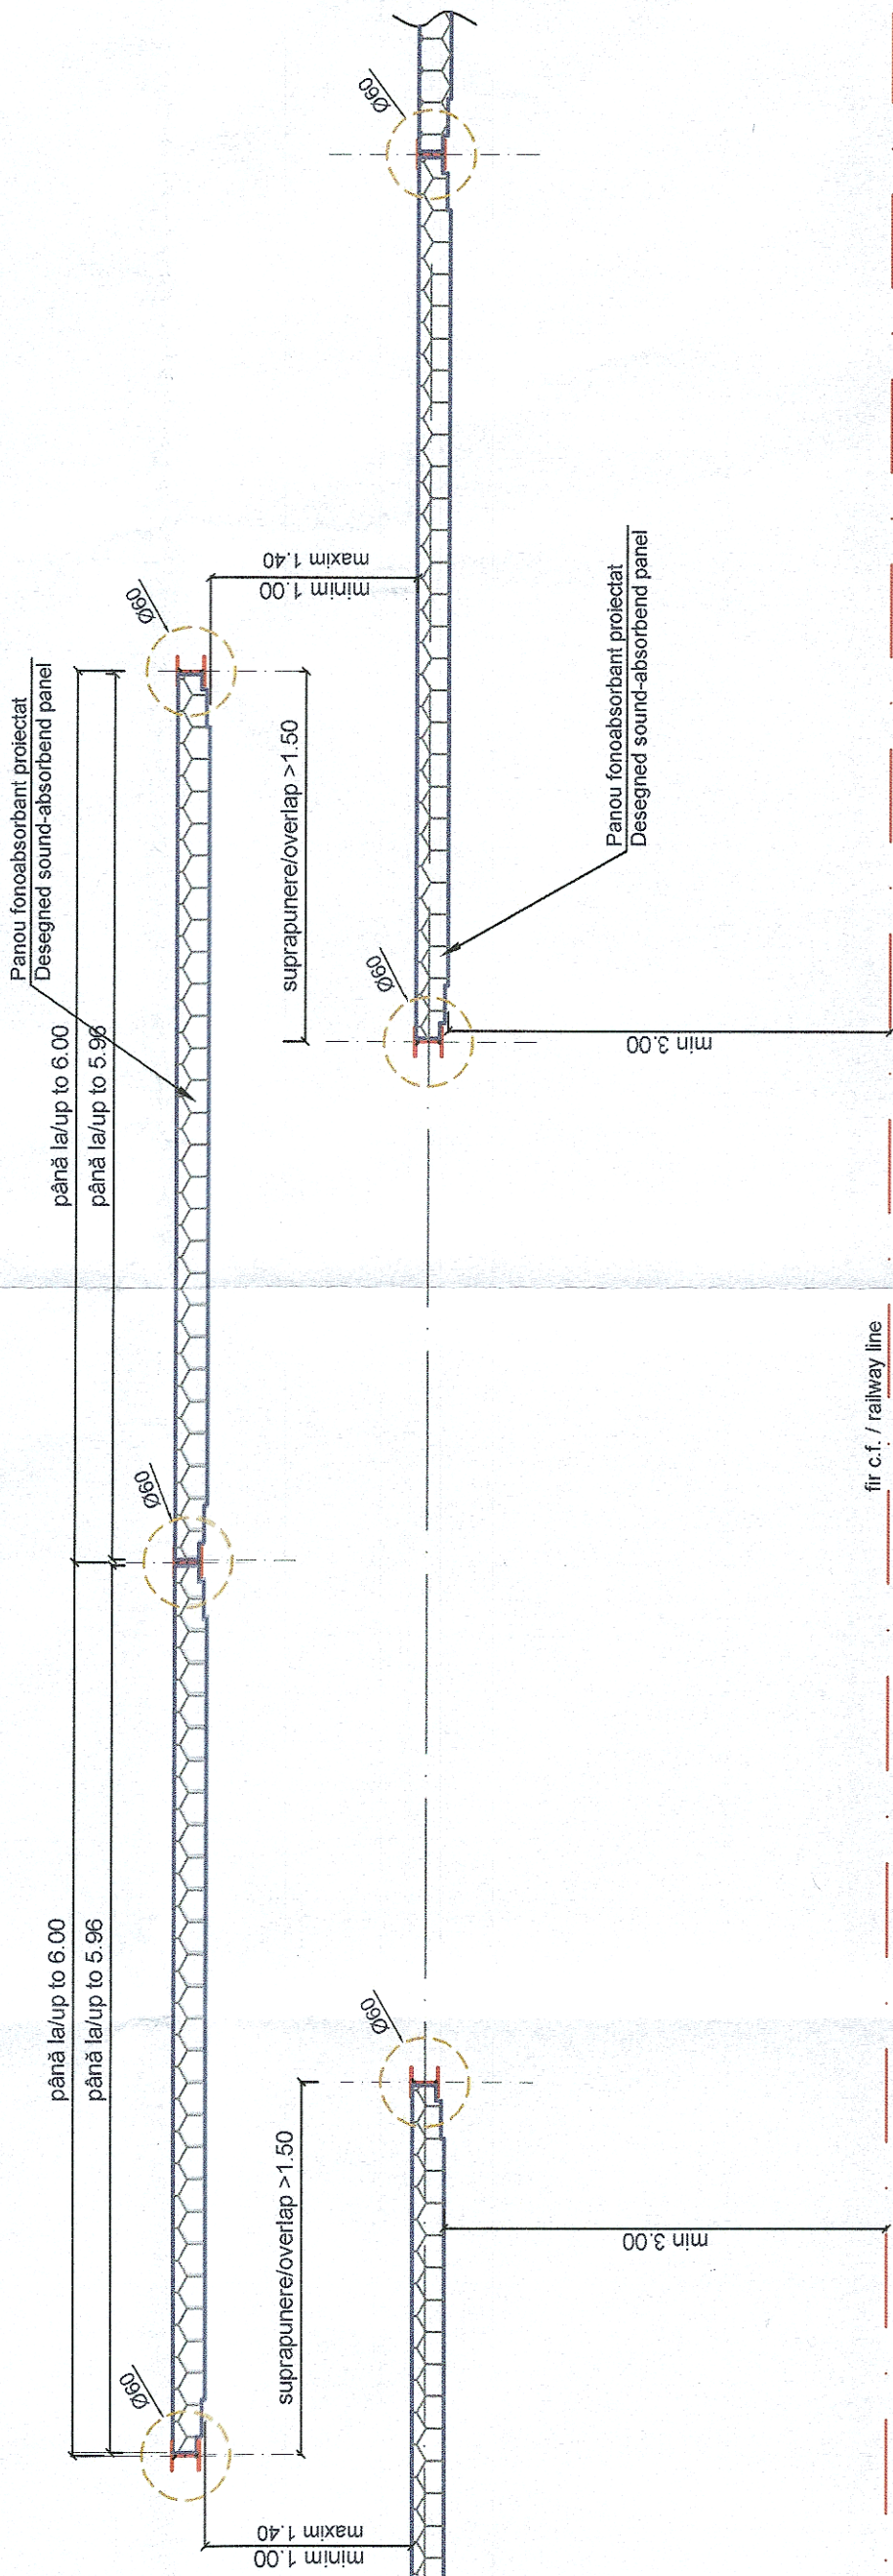 Panou fonoabsorbant proiectat
Desegned sound-absorbend panel
până la/up to 6.00
până la/up to 5.96
până la/up to 6.00
până la/up to 5.96
Ø60
Ø60
Ø60
suprapunere/overlap >1.50
suprapunere/overlap >1.50
minim 1.00
maxim 1.40
minim 1.00
maxim 1.40
Ø60
Ø60
Ø60
Panou fonoabsorbant proiectat
Desegned sound-absorbend panel
min 3.00
min 3.00
fir c.f. / railway line